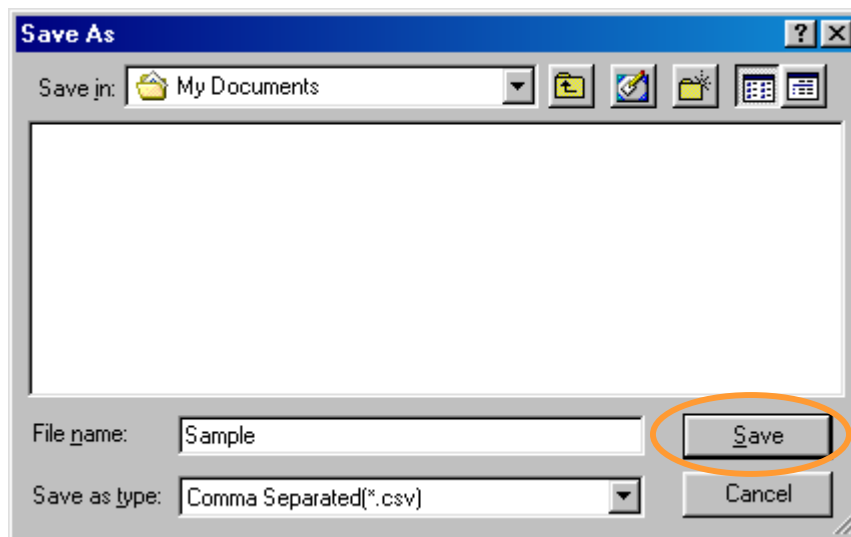 Save As
Save in: My Documents
File name: Sample Save
Save as type: Comma Separated(*.csv) Cancel